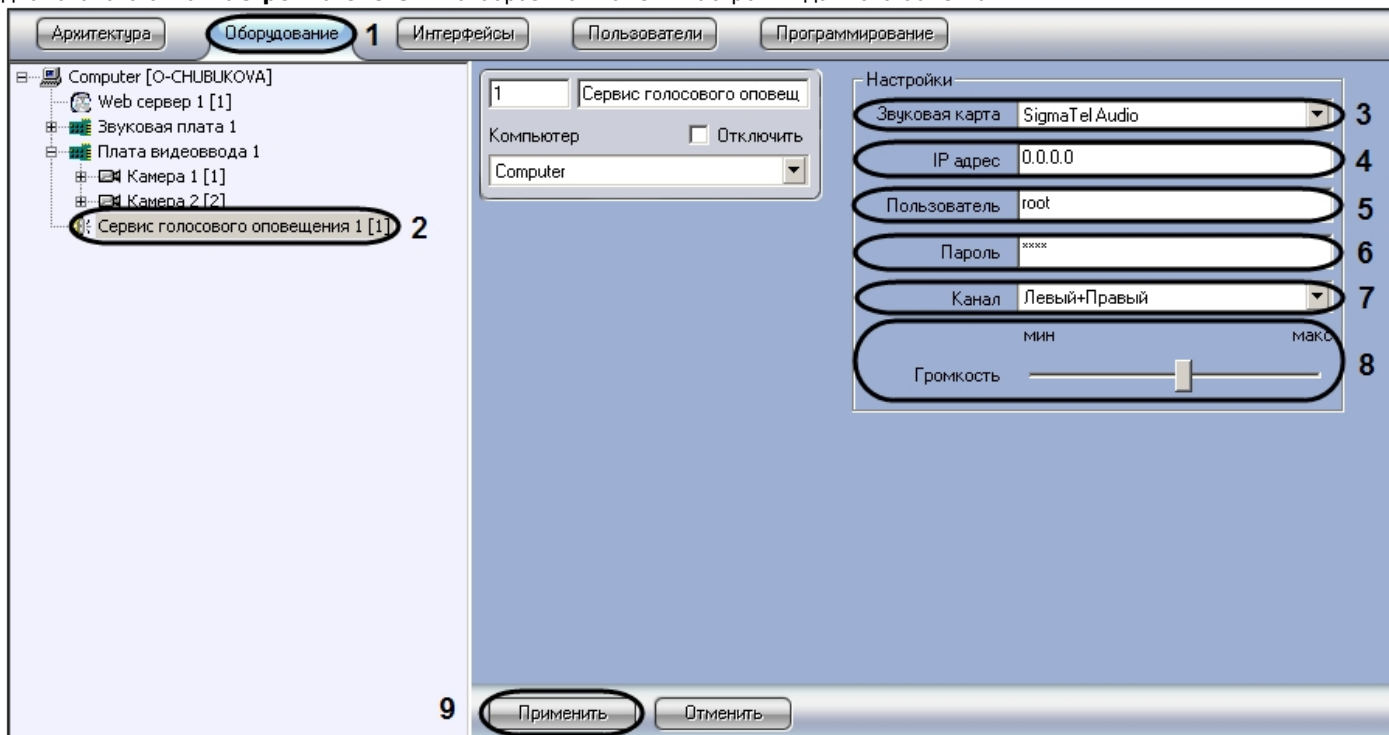 Архитектура Оборудование 1 Интерфейсы Пользователи Программирование
Computer [O-CHUBUKOVA]
Web сервер 1 [1]
Звуковая плата 1
Плата видеоввода 1
Камера 1 [1]
Камера 2 [2]
Сервис голосового оповещения 1 [1] 2
1 Сервис голосового оповещ
Компьютер Отключить
Computer
Настройки
Звуковая карта SigmaTel Audio 3
IP адрес 0.0.0.0 4
Пользователь root 5
Пароль **** 6
Канал Левый+Правый 7
мин макс
Громкость 8
9 Применить Отменить